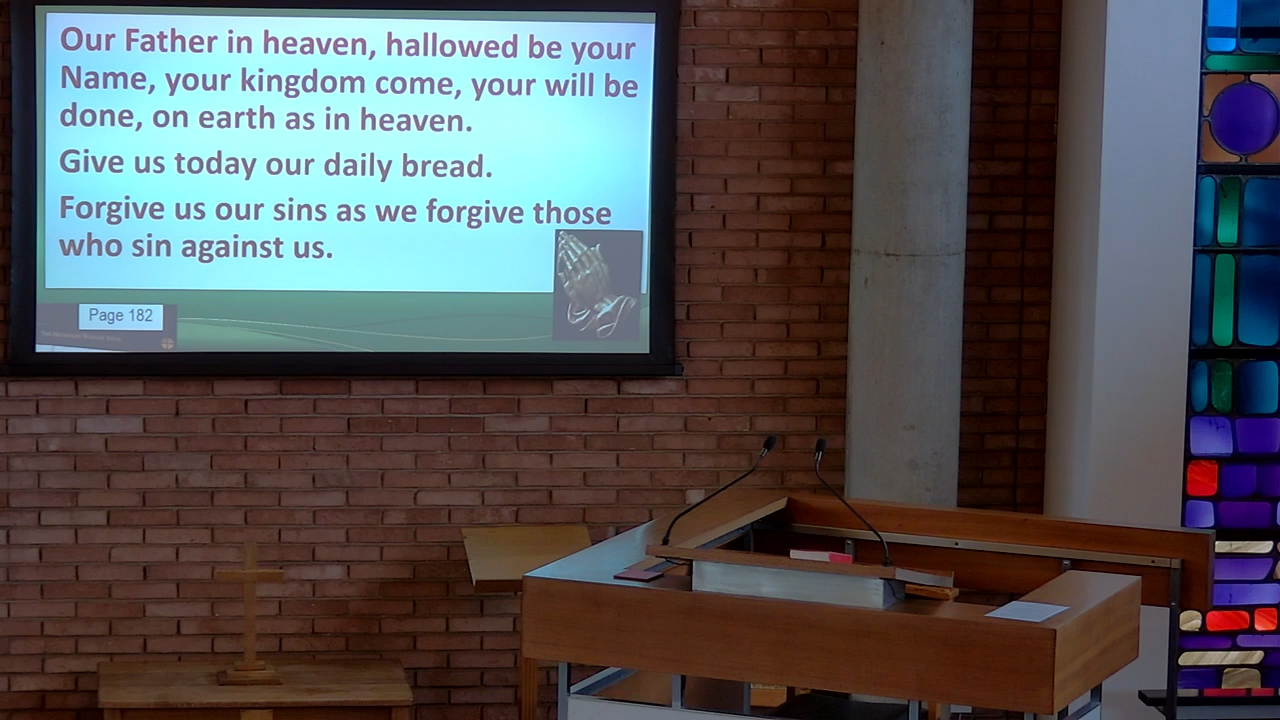 Our Father in heaven, hallowed be your
Name, your kingdom come, your will be
done, on earth as in heaven.
Give us today our daily bread.
Forgive us our sins as we forgive those
who sin against us.
Page 182